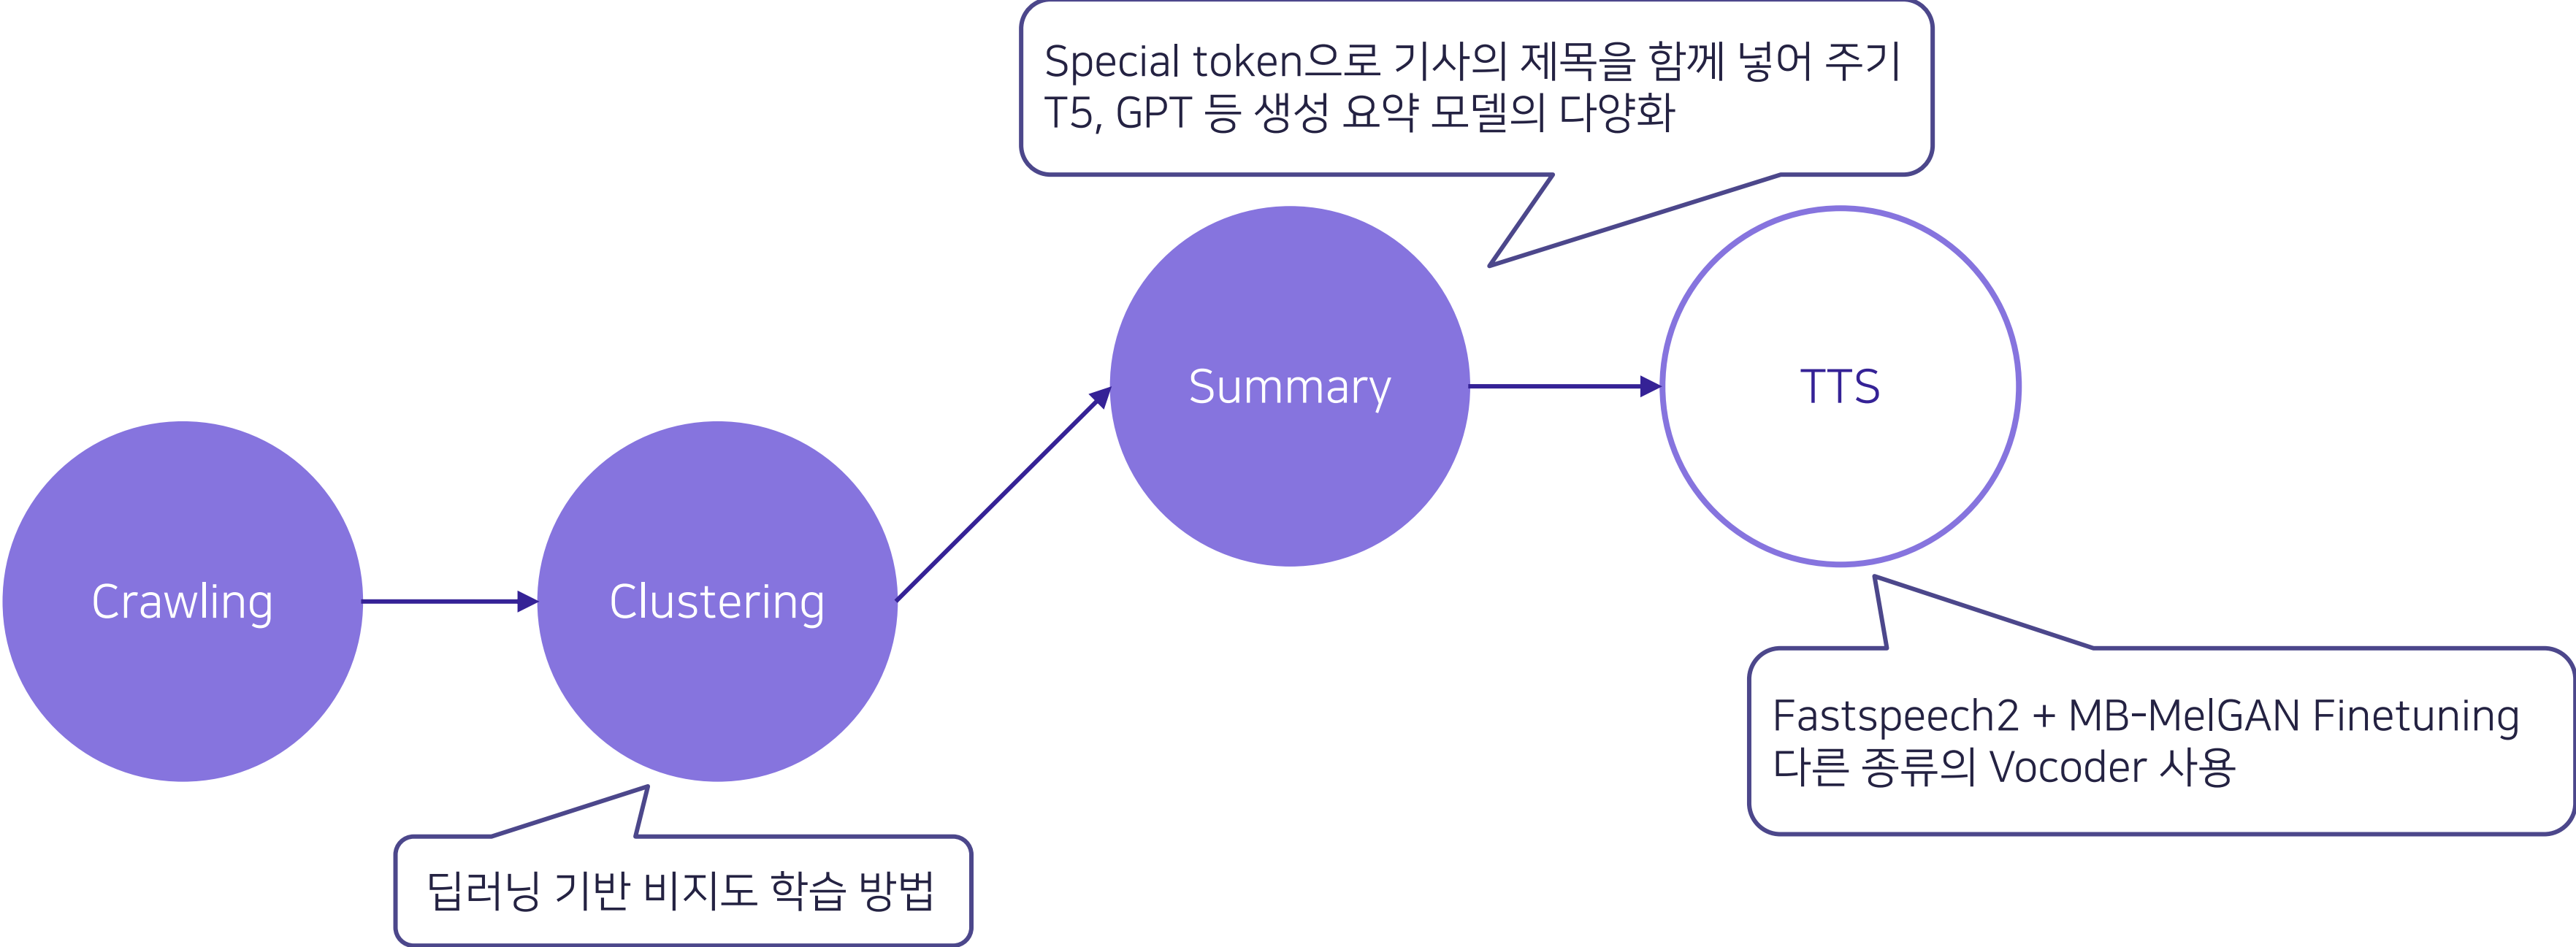 Special token으로 기사의 제목을 함께 넣어 주기
T5, GPT 등 생성 요약 모델의 다양화
Summary
TTS
Crawling
Clustering
Fastspeech2 + MB-MelGAN Finetuning
다른 종류의 Vocoder 사용
딥러닝 기반 비지도 학습 방법